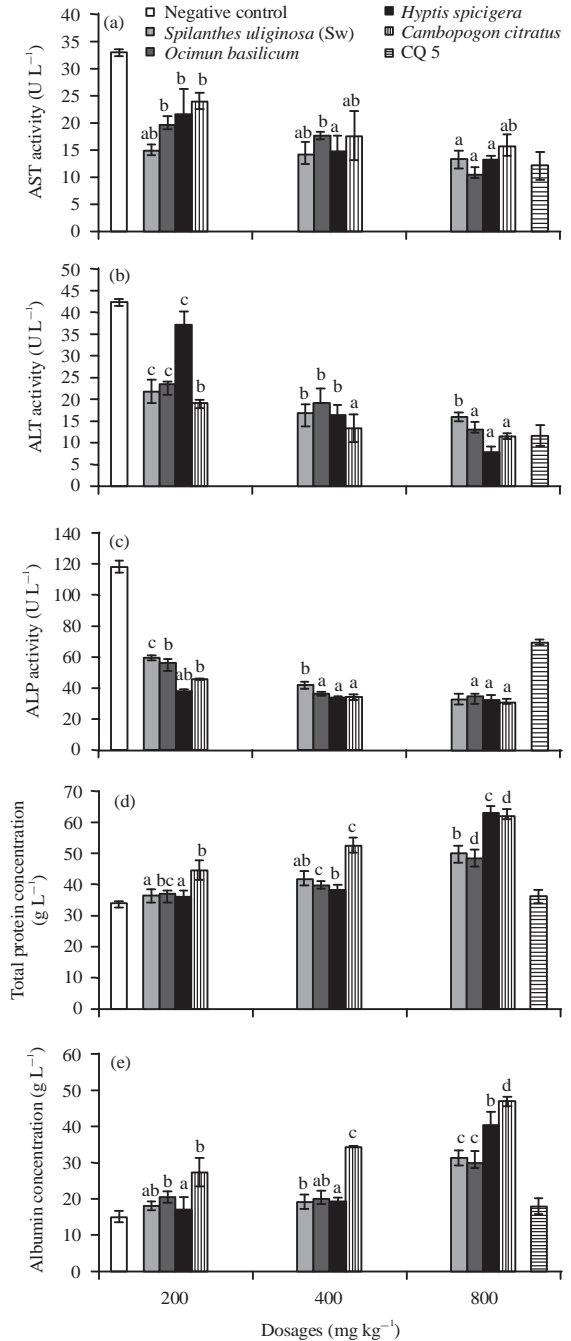 Negative control
Spilanthes uliginosa (Sw)
Ocimun basilicum
Hyptis spicigera
Cambopogon citratus
CQ 5
(a)
AST activity (U L⁻¹)
40
35
30
25
20
15
10
5
0
ab b b b
ab b a ab
a a a ab
(b)
ALT activity (U L⁻¹)
50
45
40
35
30
25
20
15
10
5
0
c c c b
b b b a
b a a a
(c)
ALP activity (U L⁻¹)
140
120
100
80
60
40
20
0
c b ab b
b a a a
a a a
(d)
Total protein concentration
(g L⁻¹)
70
60
50
40
30
20
10
0
a bc a b
ab c b c
b d c d
(e)
Albumin concentration (g L⁻¹)
60
50
40
30
20
10
0
ab b a b
b ab a c
c c b d
200 400 800
Dosages (mg kg⁻¹)